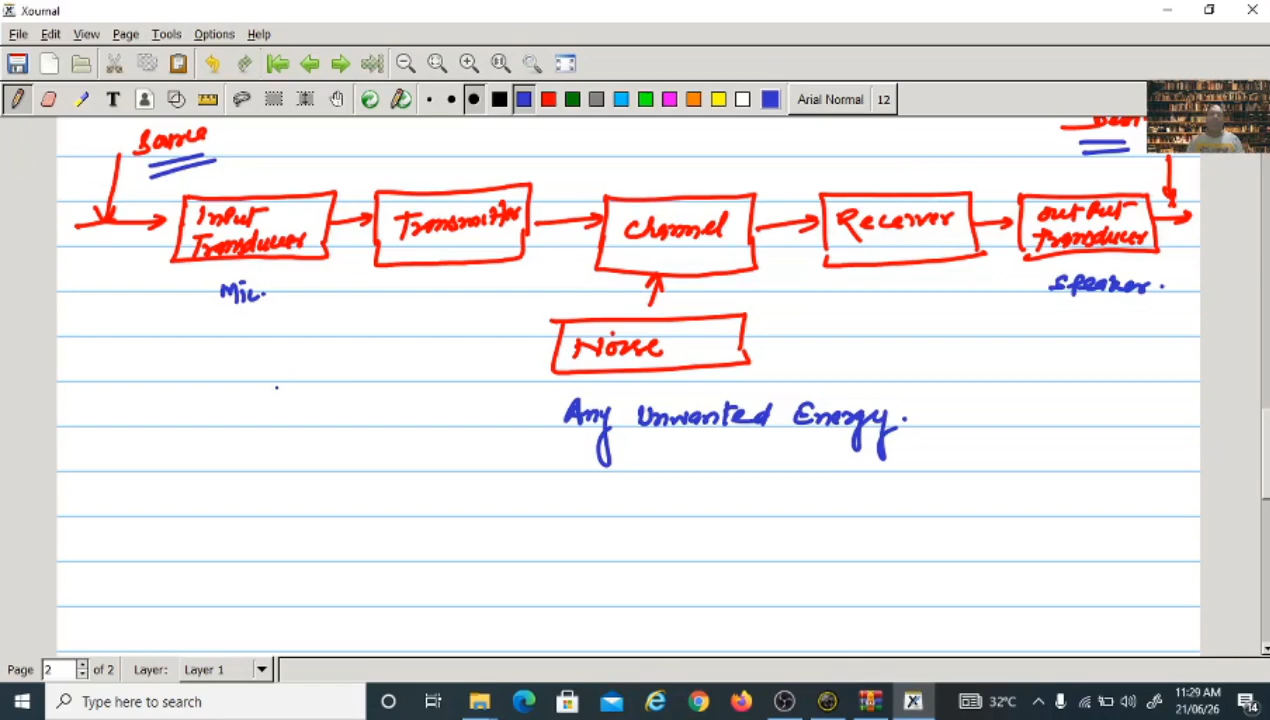 Xournal
File Edit View Page Tools Options Help
Arial Normal 12
Source
Input
Transducer
Transmitter
Channel
Receiver
Output
Transducer
Mic.
Speaker.
Noise
Any Unwanted Energy.
Page 2 of 2 Layer: Layer 1
Type here to search
32°C
11:29 AM
21/06/26
14